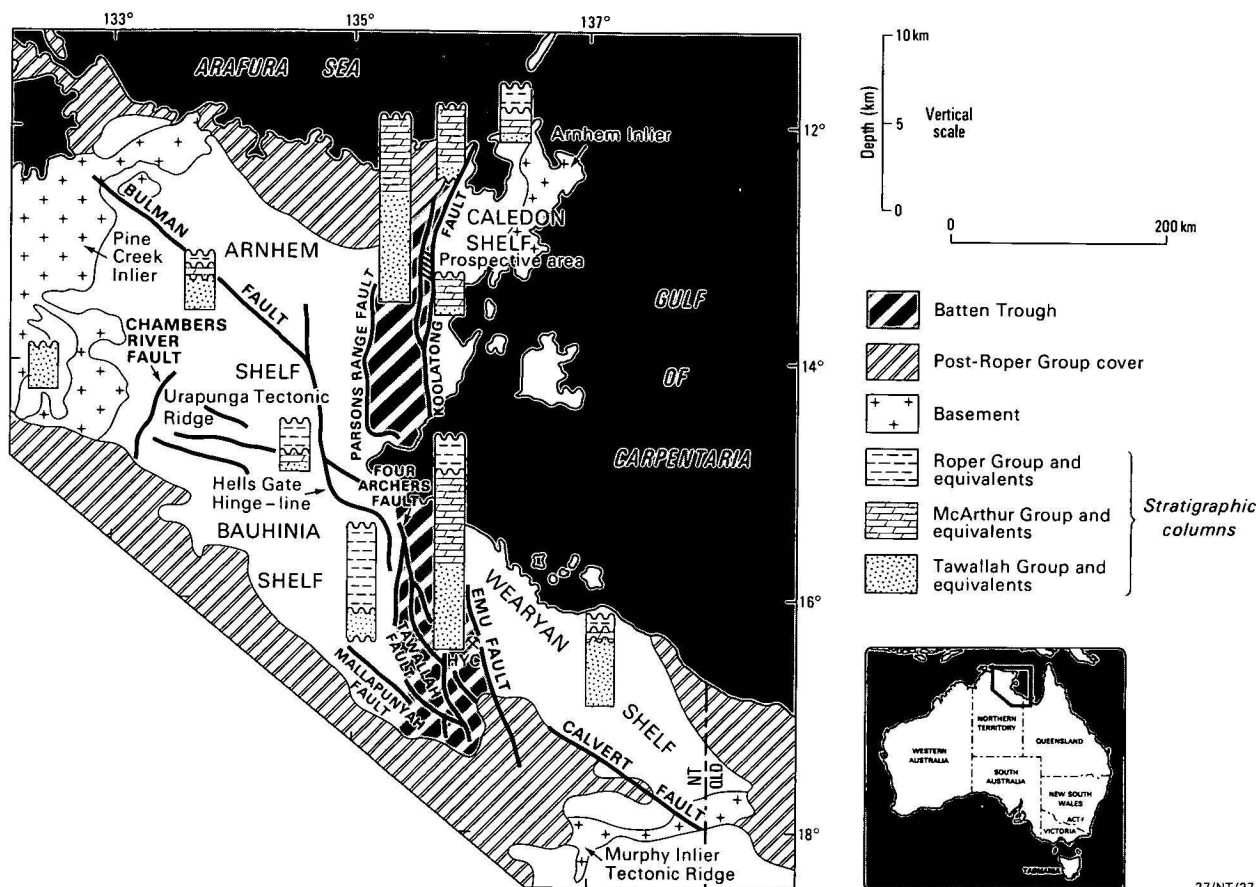 133°
135°
137°
ARAFURA SEA
12°
Arnhem Inlier
BULMAN
FAULT
Pine
Creek
Inlier
ARNHEM
SHELF
FAULT
CALEDON
SHELF
Prospective area
CHAMBERS
RIVER
FAULT
PARSONS RANGE FAULT
KOOLATONG
GULF
OF
CARPENTARIA
14°
Urapunga Tectonic
Ridge
Hells Gate
Hinge-line
FOUR
ARCHERS
FAULT
BAUHINIA
SHELF
WEARYAN
SHELF
16°
EMU FAULT
TAWALLAH
FAULT
HYC
MALLAPUNYAH
FAULT
CALVERT
FAULT
NT
QLD
18°
Murphy Inlier
Tectonic Ridge
10 km
Depth (km)
5
0
Vertical
scale
0
200 km
Batten Trough
Post-Roper Group cover
Basement
Roper Group and
equivalents
McArthur Group and
equivalents
Tawallah Group and
equivalents
Stratigraphic
columns
NORTHERN
TERRITORY
QUEENSLAND
WESTERN
AUSTRALIA
SOUTH
AUSTRALIA
NEW SOUTH
WALES
ACT
VICTORIA
TASMANIA